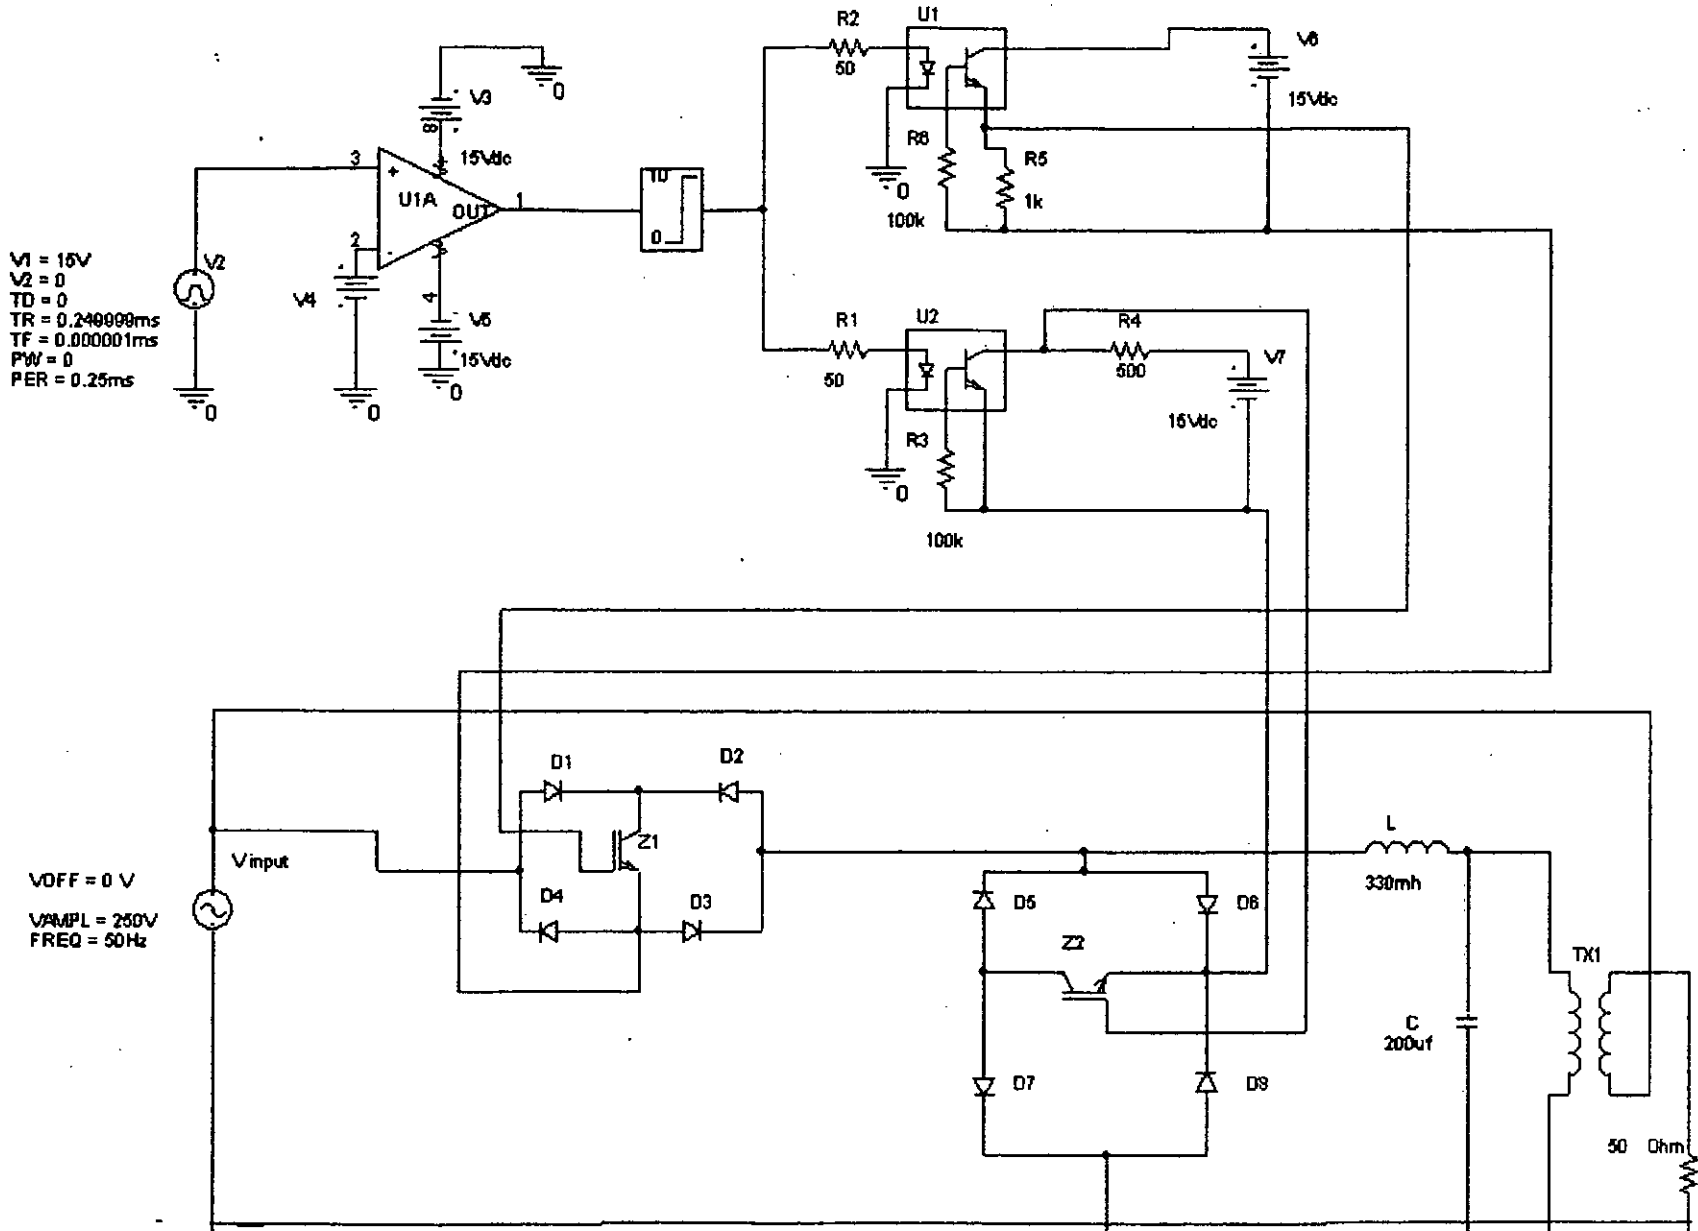 R2
50
U1
V6
15Vdc
V3
8
15Vdc
0
3
+
U1A
OUT
1
2
-
V4
4
V5
15Vdc
0
0
0
TD
0
R6
100k
R5
1k
0
V1 = 15V
V2 = 0
TD = 0
TR = 0.249999ms
TF = 0.000001ms
PW = 0
PER = 0.25ms
V2
R1
50
U2
R4
500
V7
15Vdc
R3
100k
0
D1
D2
Z1
D4
D3
Vinput
VOFF = 0 V
VAMPL = 250V
FREQ = 50Hz
L
330mh
D5
D6
Z2
D7
D8
C
200uf
TX1
50 Ohm